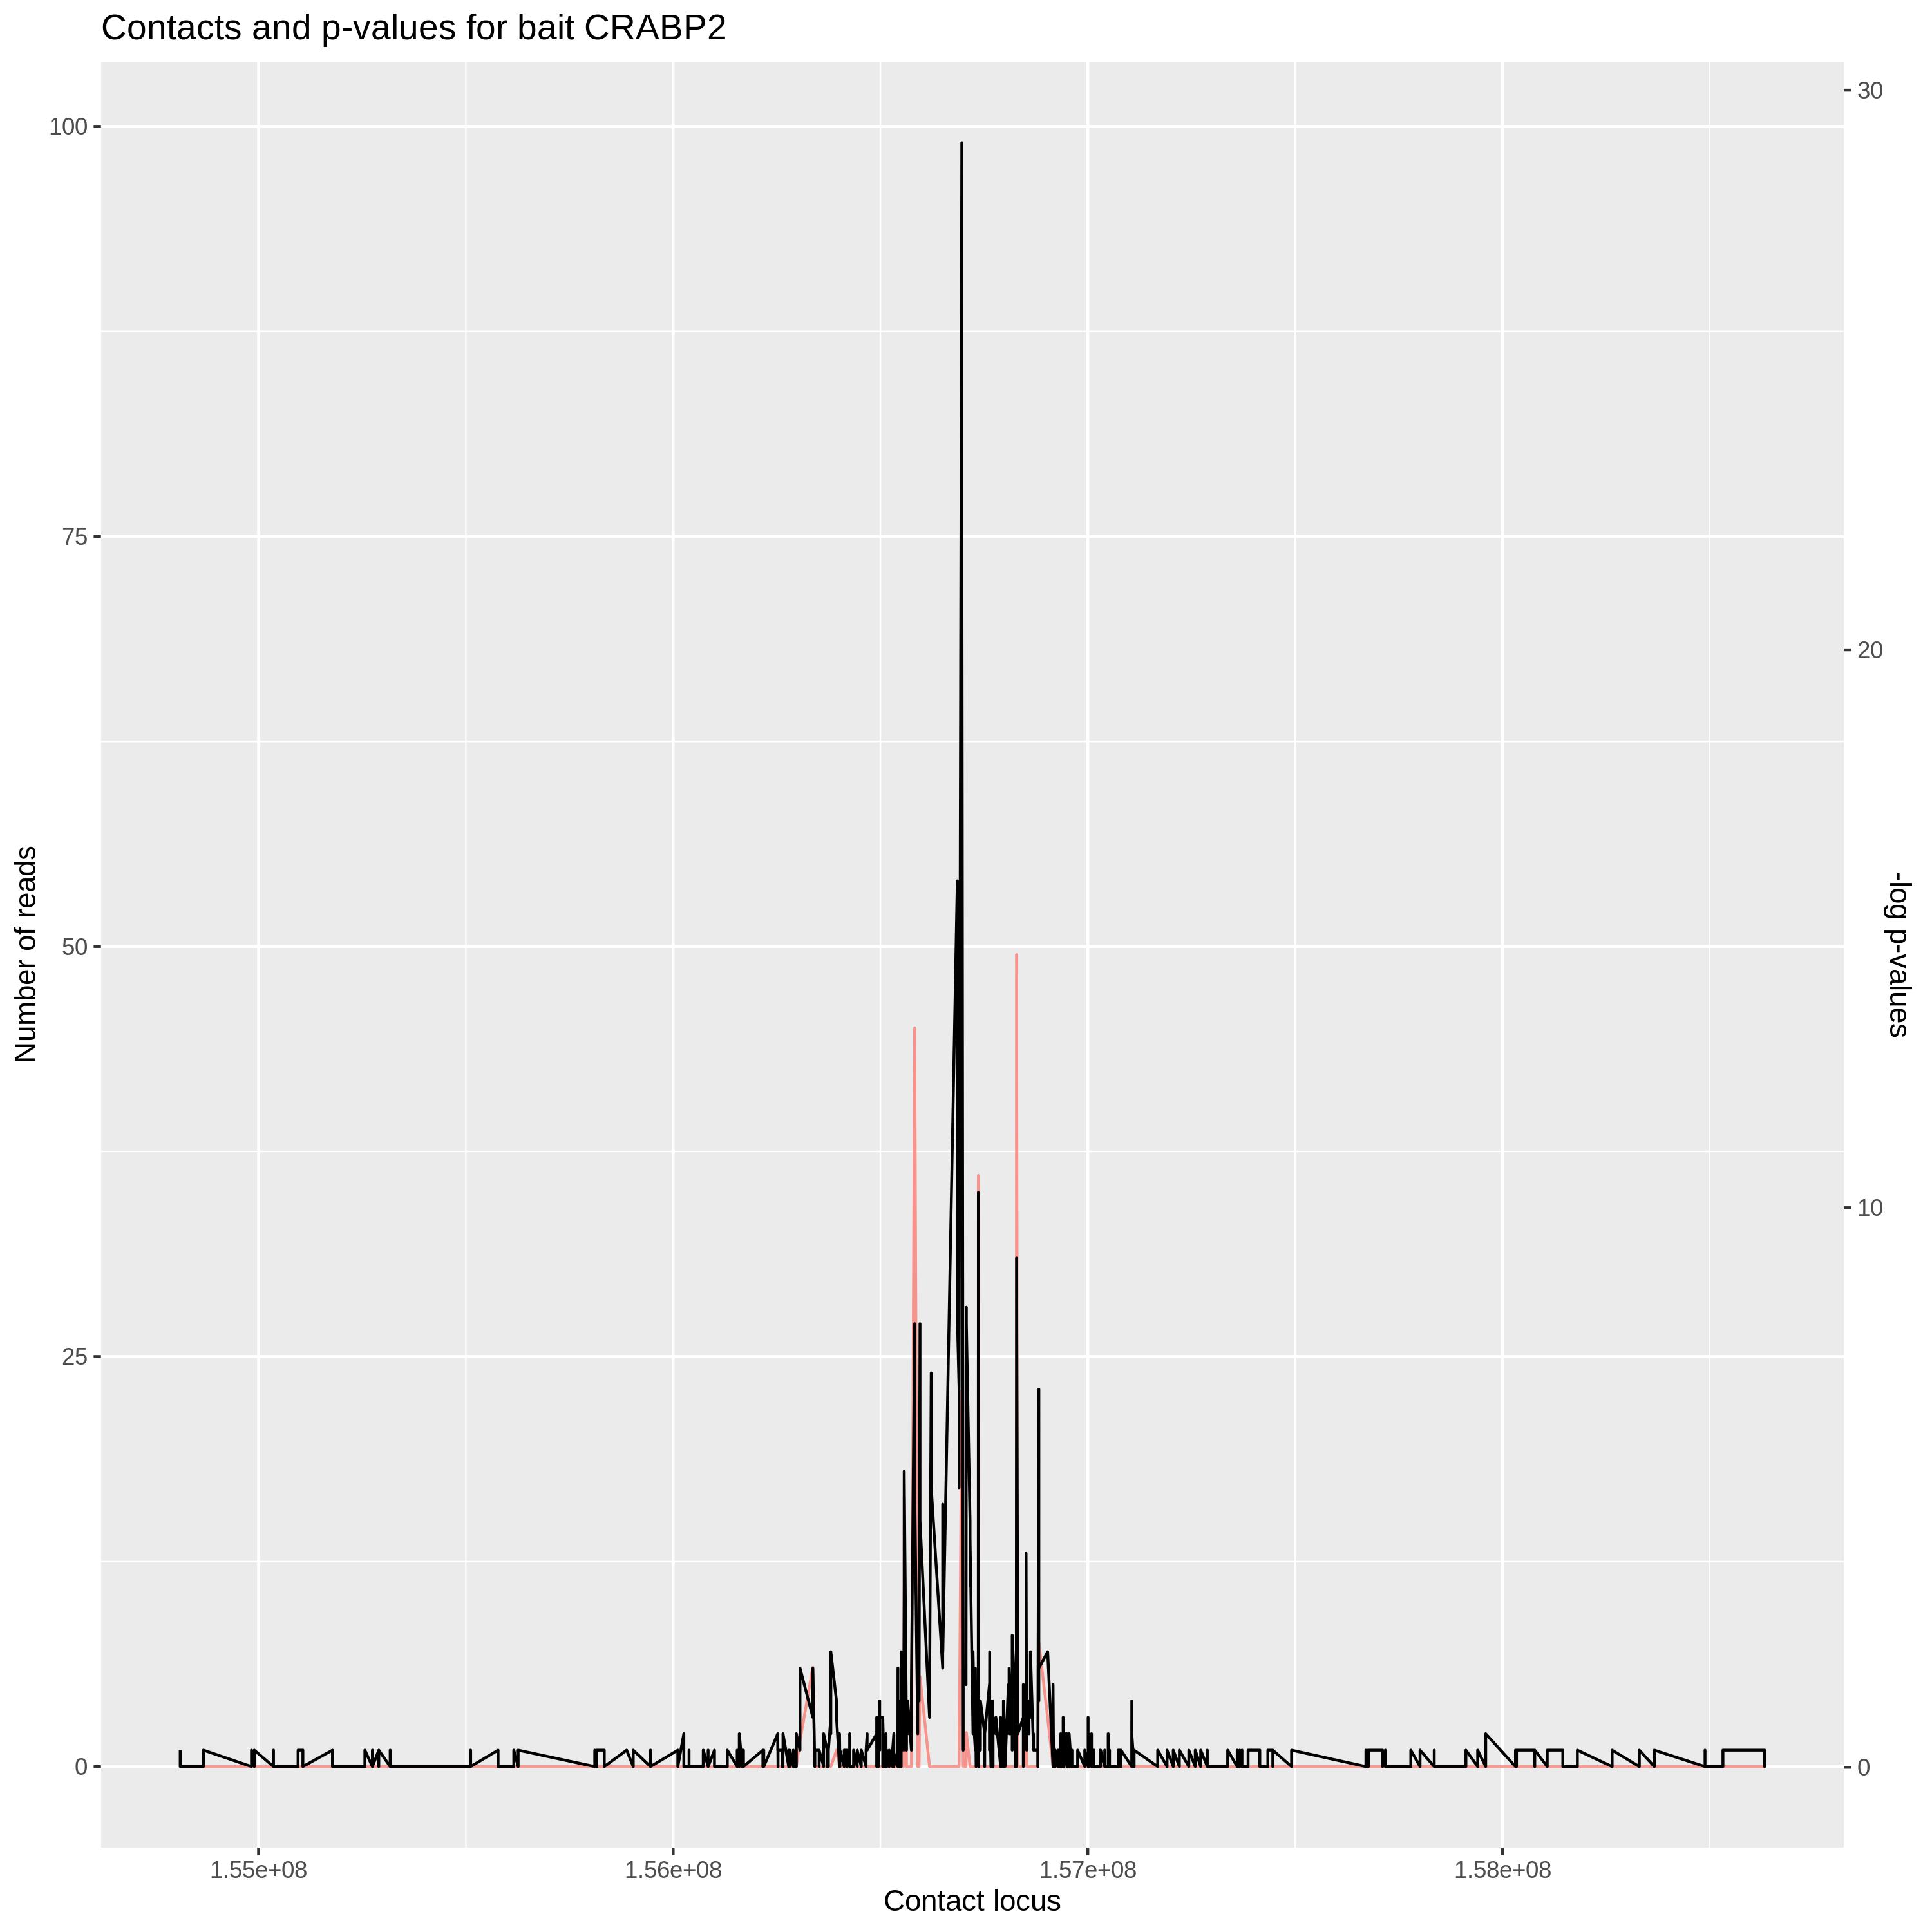 Contacts and p-values for bait CRABP2
100
75
50
25
0
Number of reads
30
20
10
0
-log p-values
1.55e+08
1.56e+08
1.57e+08
1.58e+08
Contact locus